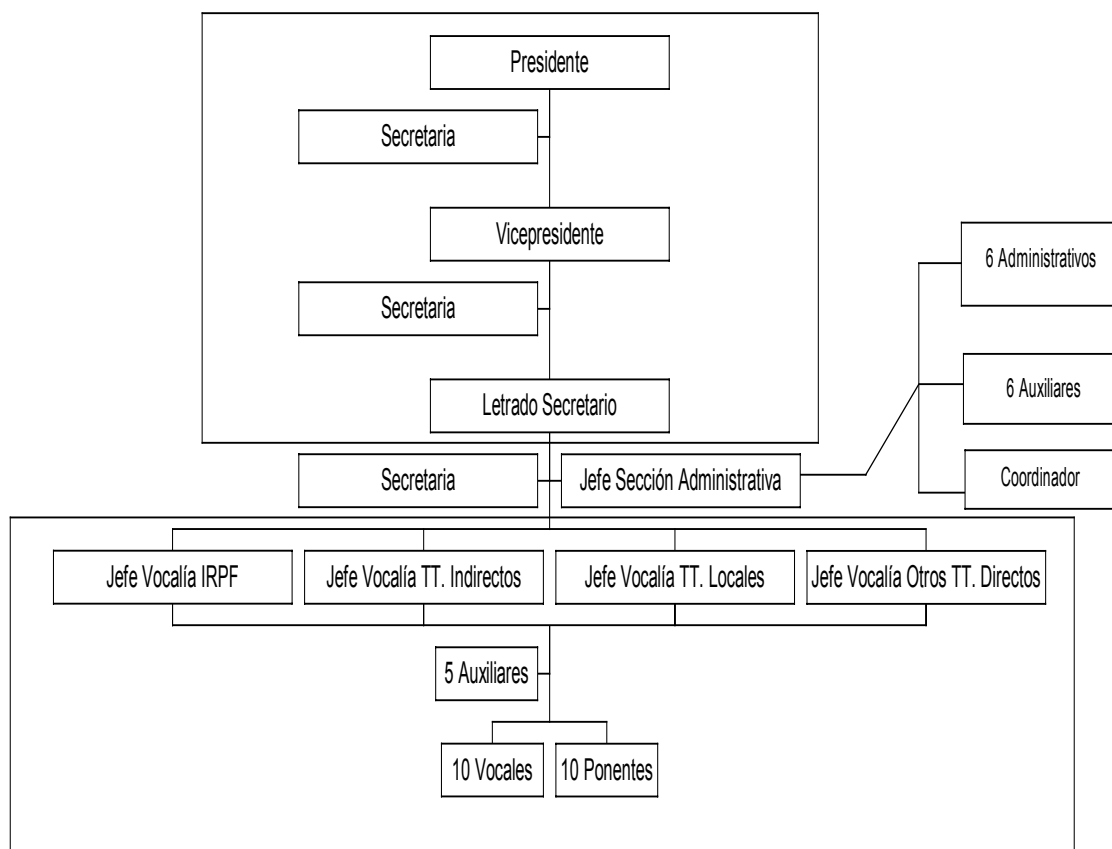 Presidente
Secretaria
Vicepresidente
6 Administrativos
Secretaria
6 Auxiliares
Letrado Secretario
Secretaria
Jefe Sección Administrativa
Coordinador
Jefe Vocalía IRPF
Jefe Vocalía TT. Indirectos
Jefe Vocalía TT. Locales
Jefe Vocalía Otros TT. Directos
5 Auxiliares
10 Vocales
10 Ponentes